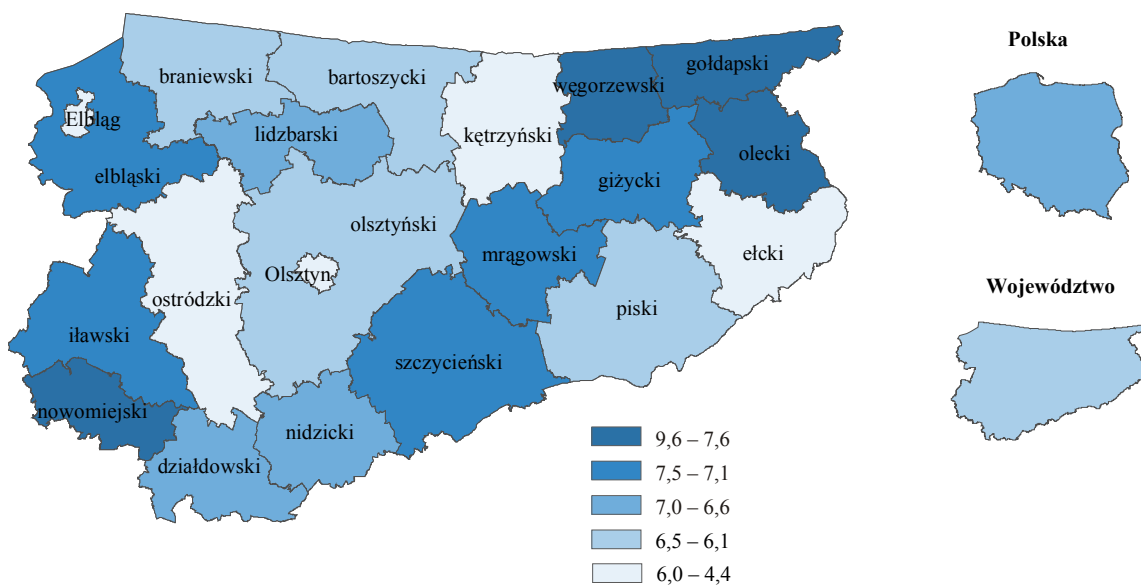 Polska
gołdapski
braniewski
bartoszycki
węgorzewski
Elbląg
lidzbarski
kętrzyński
olecki
elbląski
giżycki
olsztyński
ełcki
mrągowski
Olsztyn
Województwo
ostródzki
piski
iławski
szczycieński
nowomiejski
nidzicki
działdowski
9,6 – 7,6
7,5 – 7,1
7,0 – 6,6
6,5 – 6,1
6,0 – 4,4